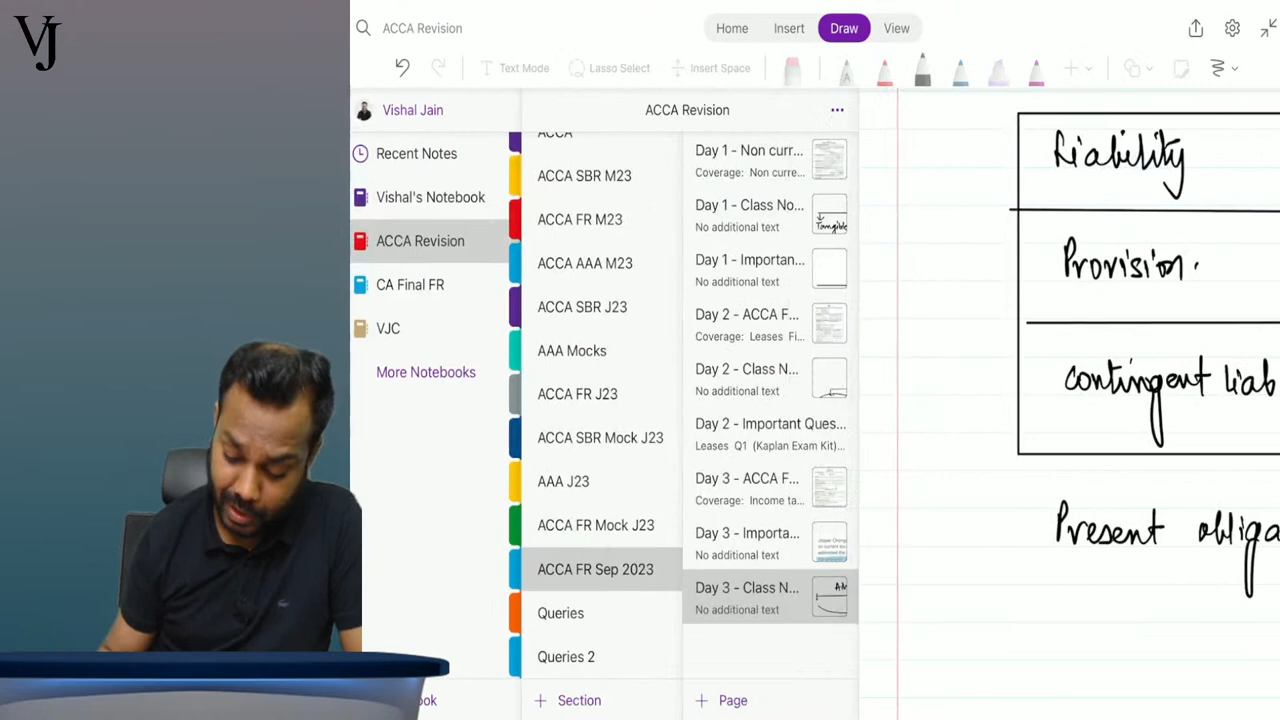 VJ
ACCA Revision
Home Insert Draw View
Text Mode Lasso Select Insert Space
Vishal Jain
Recent Notes
Vishal's Notebook
ACCA Revision
CA Final FR
VJC
More Notebooks
ACCA
ACCA SBR M23
ACCA FR M23
ACCA AAA M23
ACCA SBR J23
AAA Mocks
ACCA FR J23
ACCA SBR Mock J23
AAA J23
ACCA FR Mock J23
ACCA FR Sep 2023
Queries
Queries 2
ook
+ Section
ACCA Revision
Day 1 - Non curr...
Coverage: Non curre...
Day 1 - Class No...
No additional text
Tangible
Day 1 - Importan...
No additional text
Day 2 - ACCA F...
Coverage: Leases Fi...
Day 2 - Class N...
No additional text
Day 2 - Important Ques...
Leases Q1 (Kaplan Exam Kit)...
Day 3 - ACCA F...
Coverage: Income ta...
Day 3 - Importa...
No additional text
Day 3 - Class N...
No additional text
+ Page
Liability
Provision.
contingent liab
Present obliga